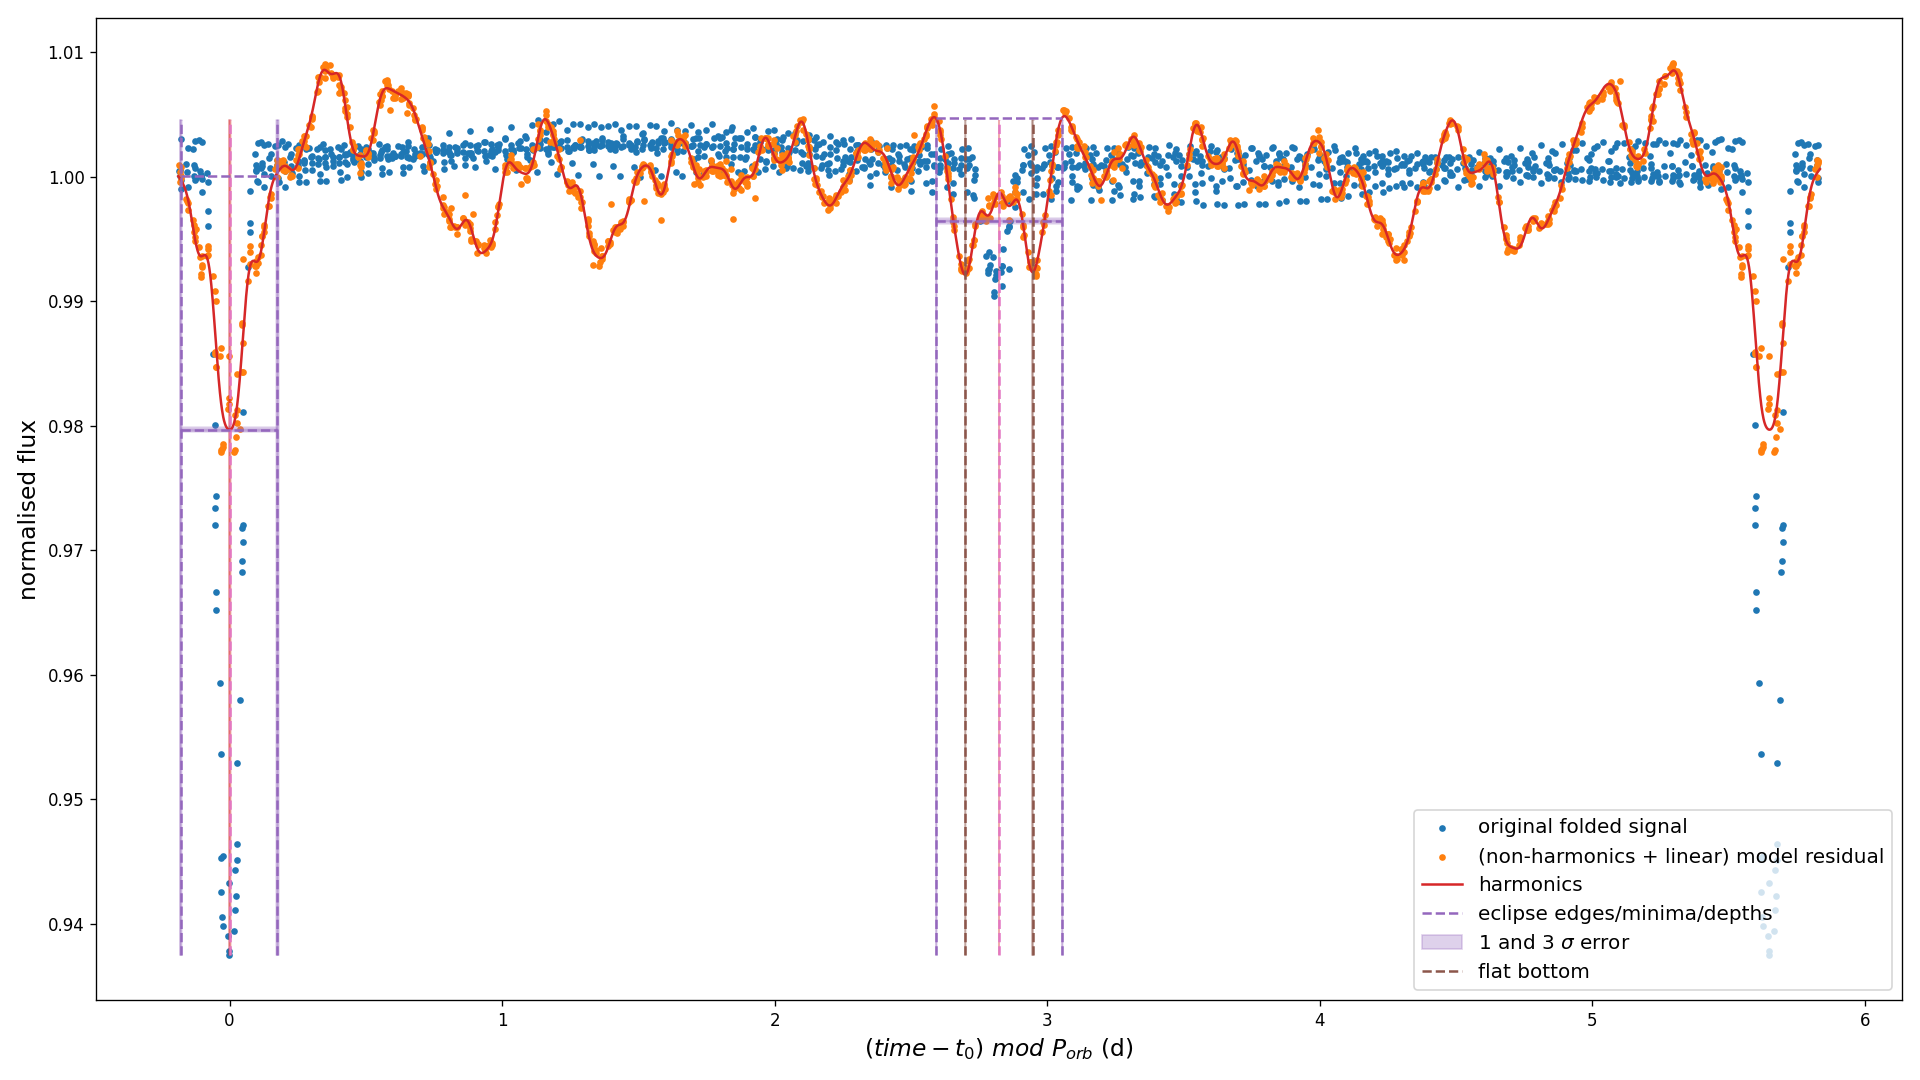 1.01
1.00
0.99
0.98
0.97
0.96
0.95
0.94
normalised flux
0 1 2 3 4 5 6
(time − t₀) mod P_orb (d)
original folded signal
(non-harmonics + linear) model residual
harmonics
eclipse edges/minima/depths
1 and 3 σ error
flat bottom